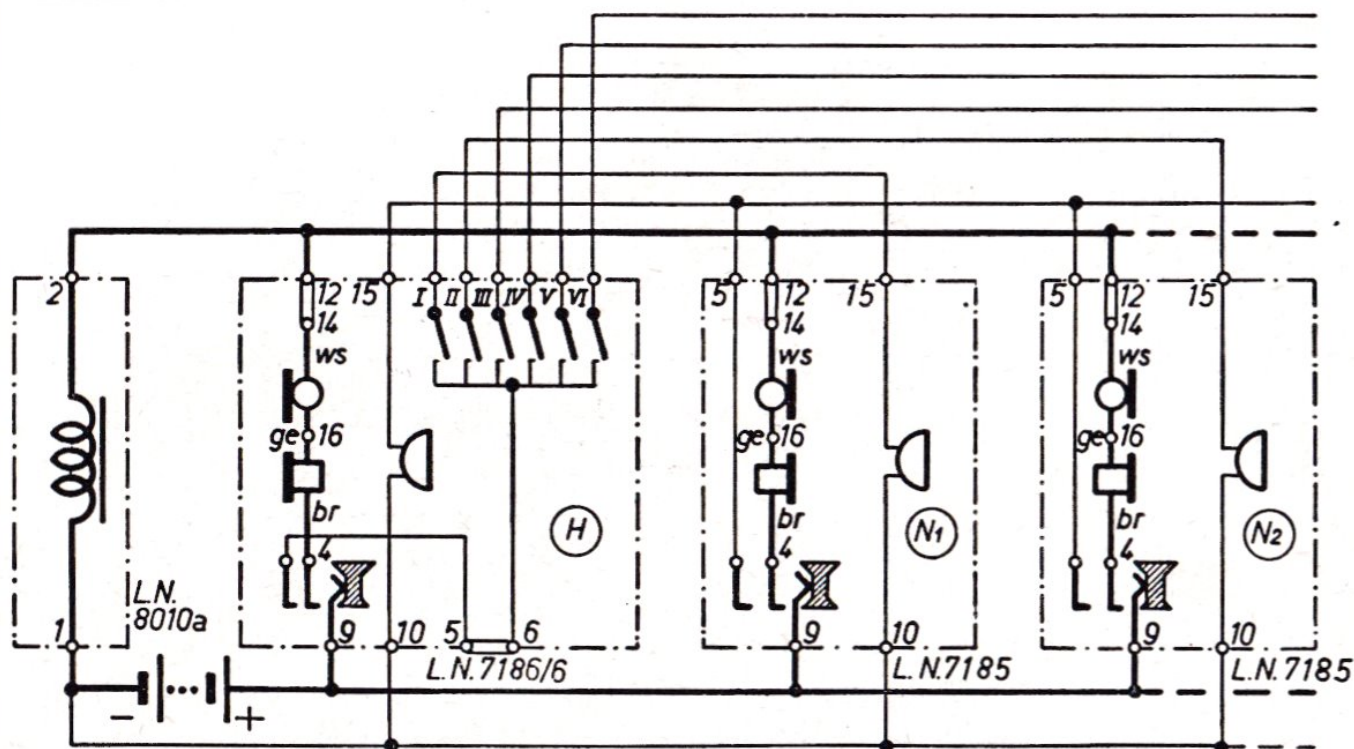 2 12 15 I II III IV V VI 5 12 15 5 12 15
14 14 14
ws ws ws
ge 16 ge 16 ge 16
br H br N1 br N2
4 4 4
L.N.
8010a
1 9 10 5 6 9 10 9 10
L.N.7186/6 L.N.7185 L.N.7185
- +